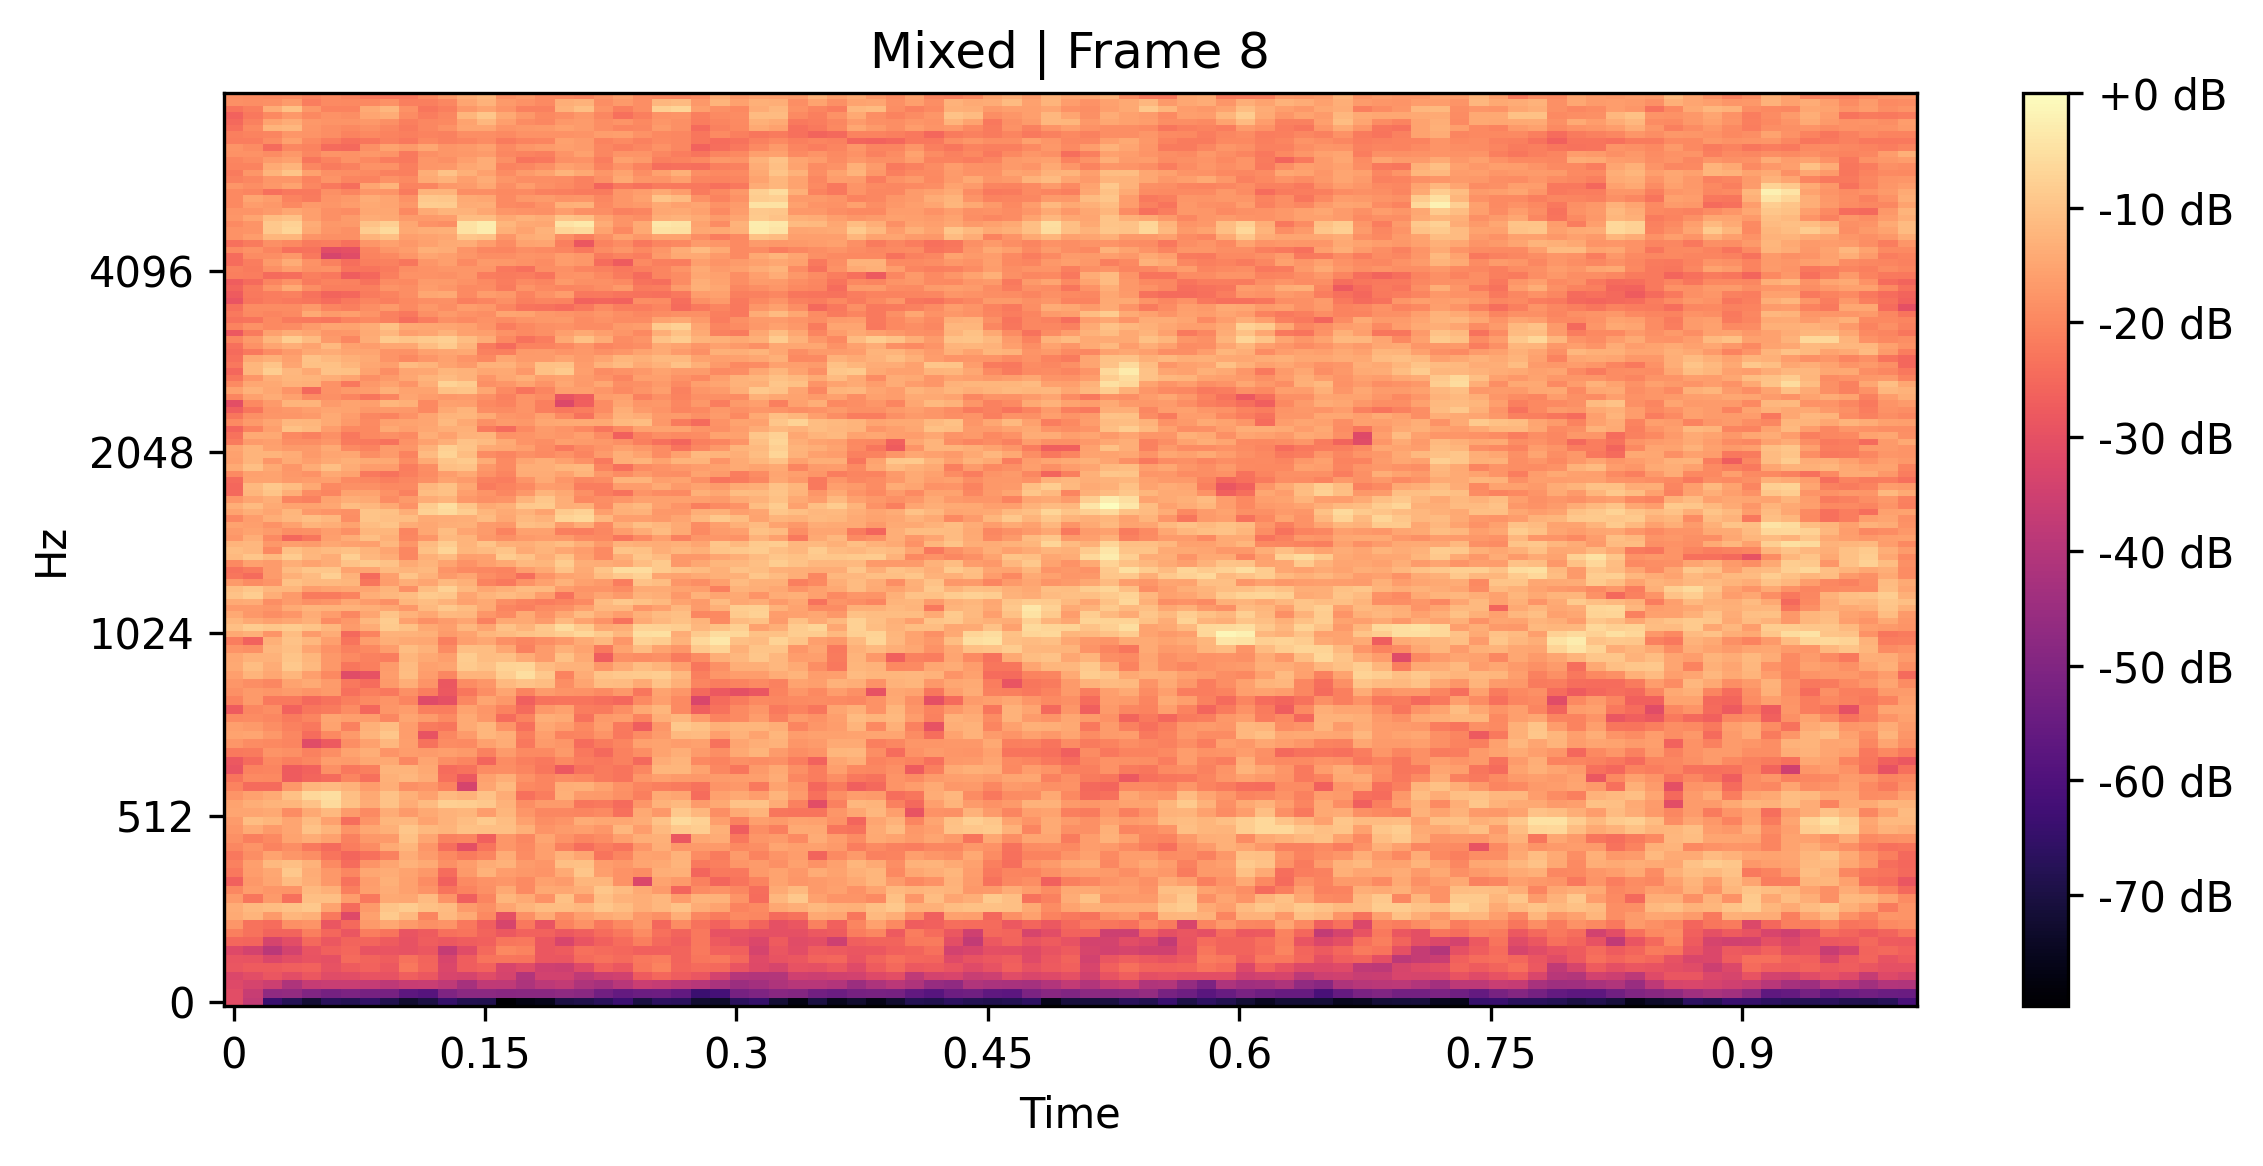 Mixed | Frame 8
+0 dB
-10 dB
-20 dB
-30 dB
-40 dB
-50 dB
-60 dB
-70 dB
4096
2048
1024
512
0
Hz
0 0.15 0.3 0.45 0.6 0.75 0.9
Time